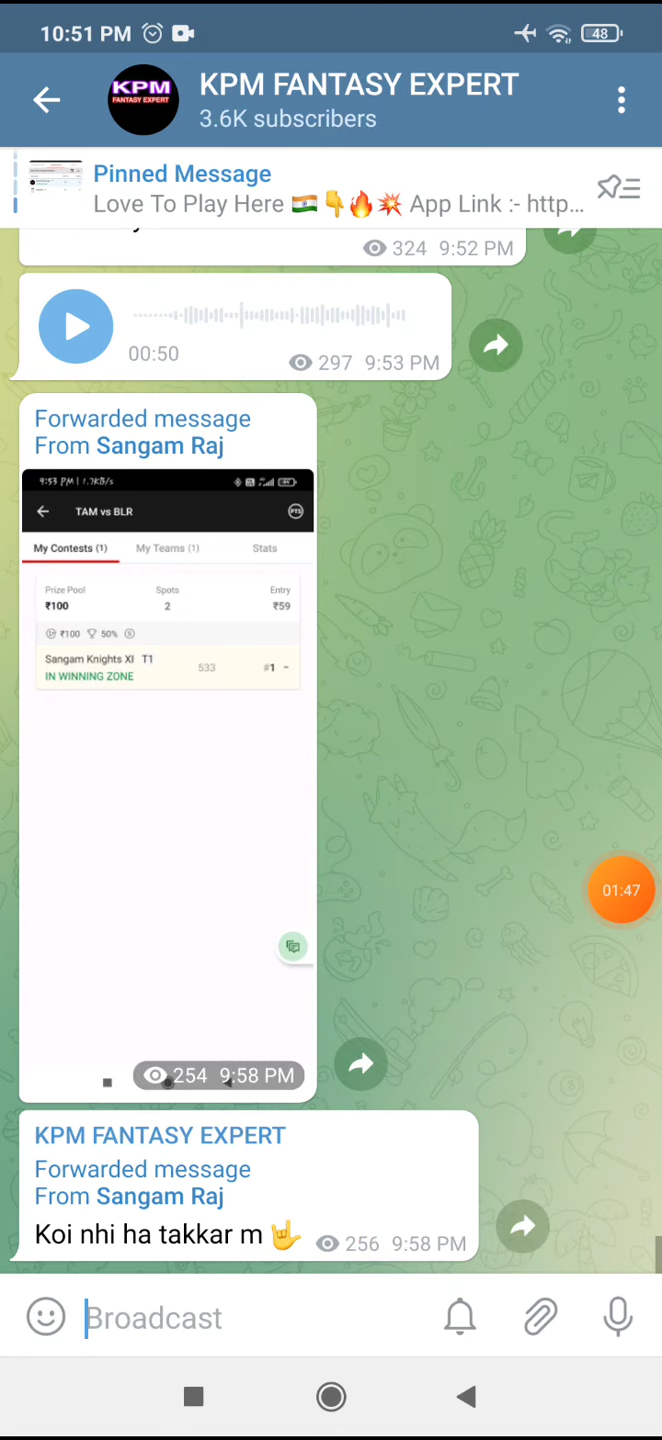 10:51 PM
48
KPM
FANTASY EXPERT
KPM FANTASY EXPERT
3.6K subscribers
Pinned Message
Love To Play Here 🇮🇳👇🔥💥 App Link :- http...
324 9:52 PM
00:50
297 9:53 PM
Forwarded message
From Sangam Raj
9:53 PM | 1.7KB/s
TAM vs BLR
PTS
My Contests (1) My Teams (1) Stats
Prize Pool Spots Entry
₹100 2 ₹59
₹100 50% S
Sangam Knights XI T1 533 #1 -
IN WINNING ZONE
254 9:58 PM
01:47
KPM FANTASY EXPERT
Forwarded message
From Sangam Raj
Koi nhi ha takkar m 🤟 256 9:58 PM
Broadcast